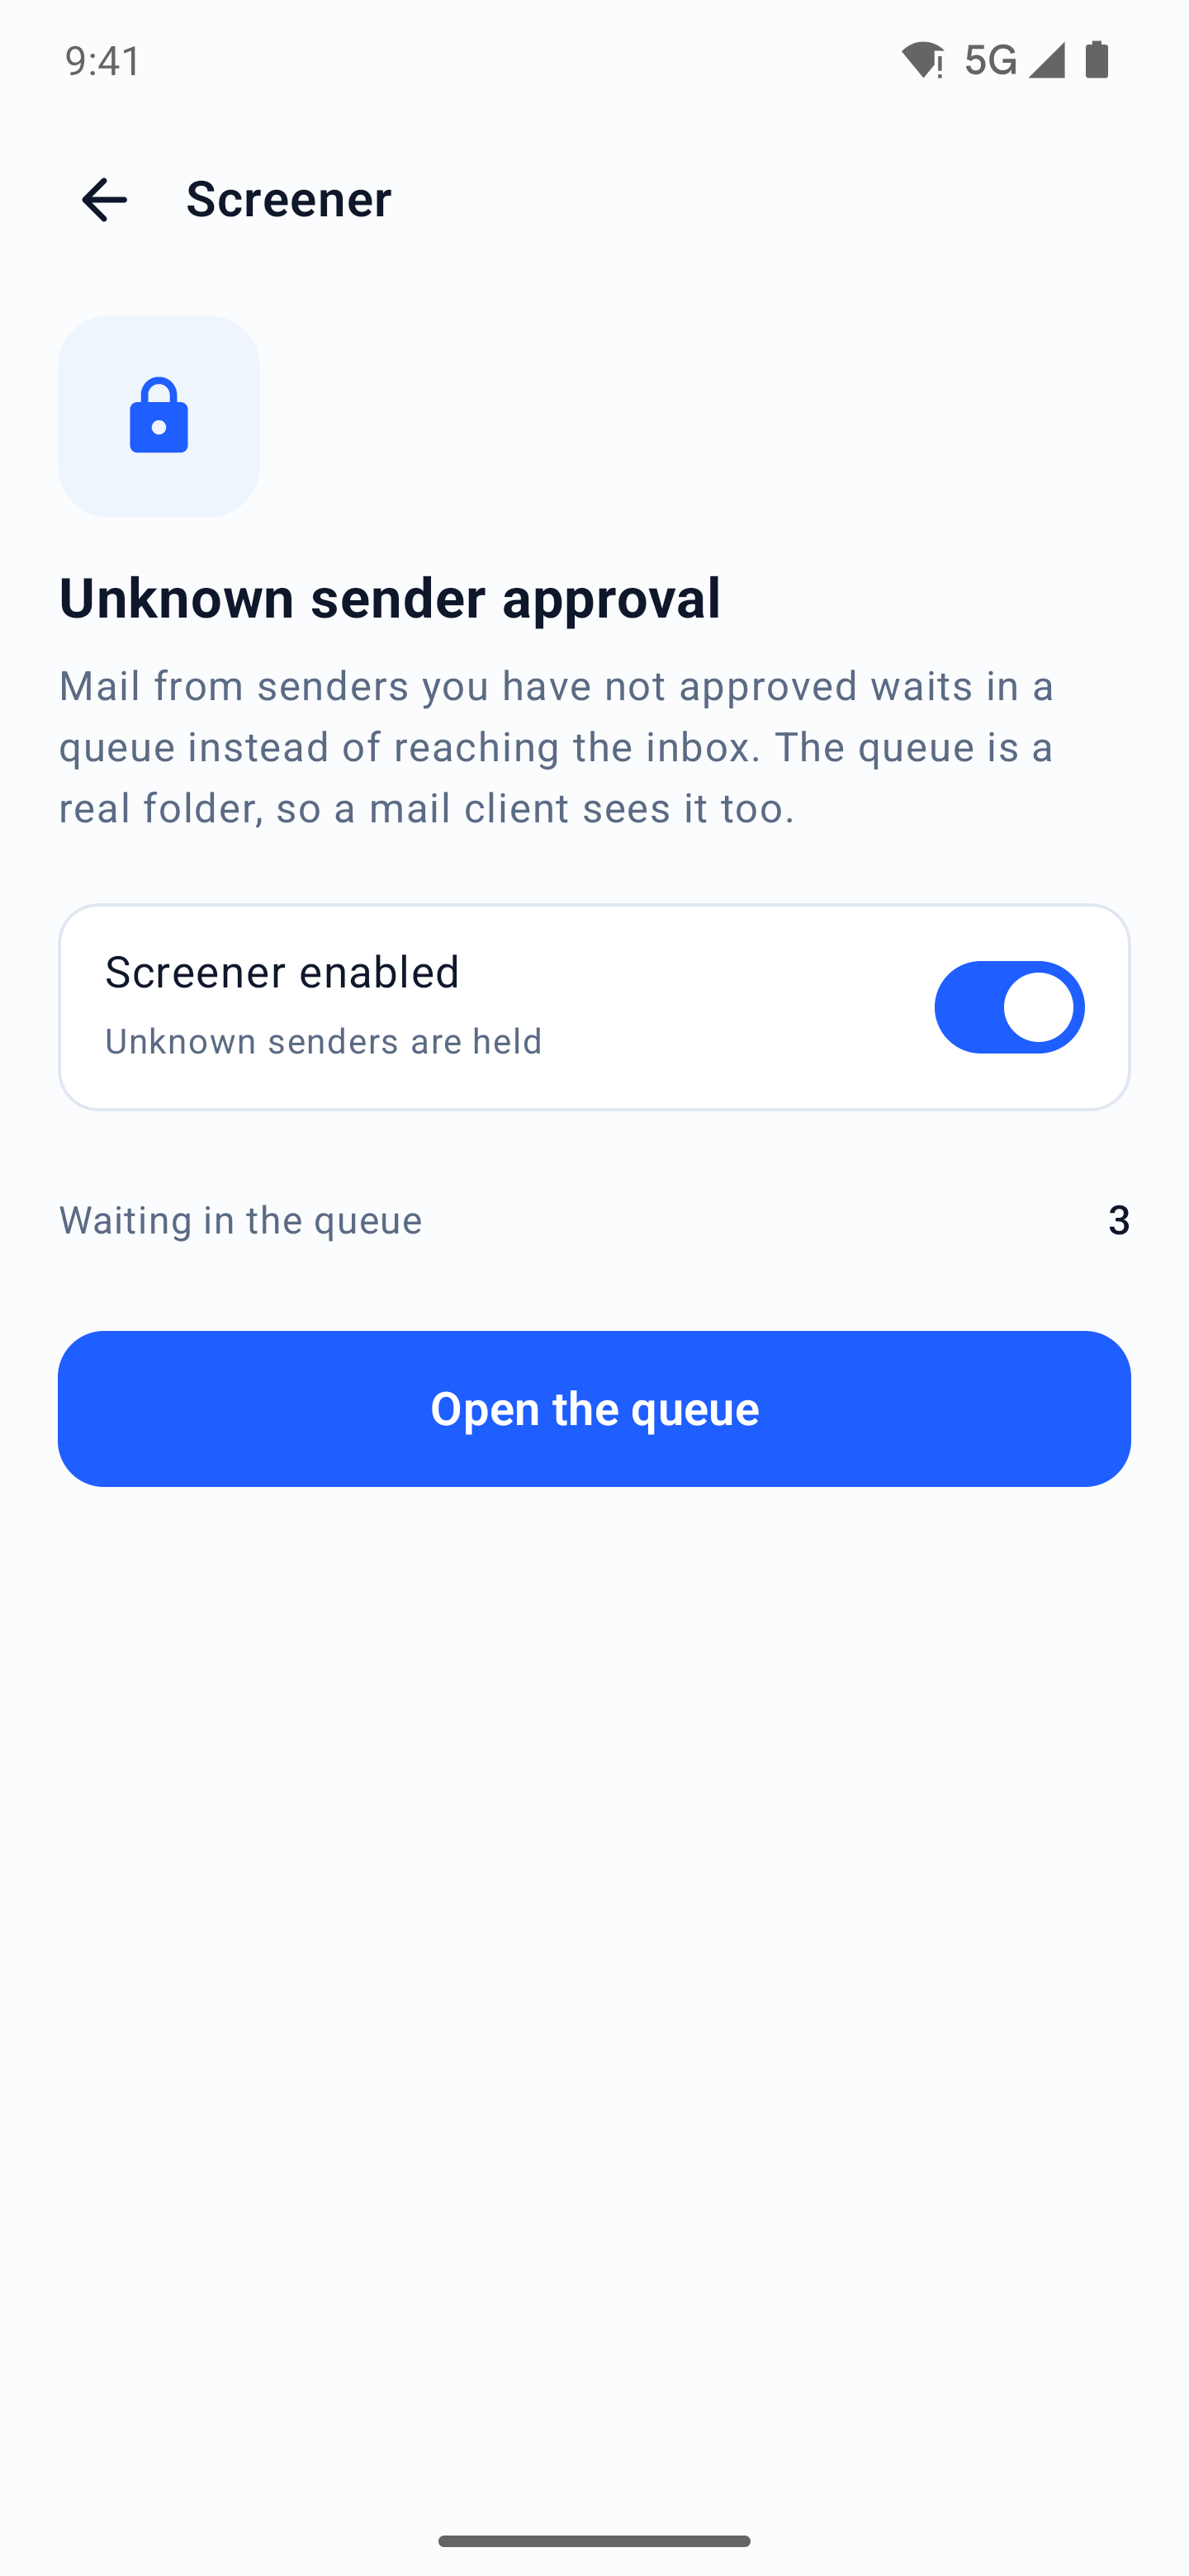 9:41
5G
Screener
Unknown sender approval
Mail from senders you have not approved waits in a
queue instead of reaching the inbox. The queue is a
real folder, so a mail client sees it too.
Screener enabled
Unknown senders are held
Waiting in the queue
3
Open the queue